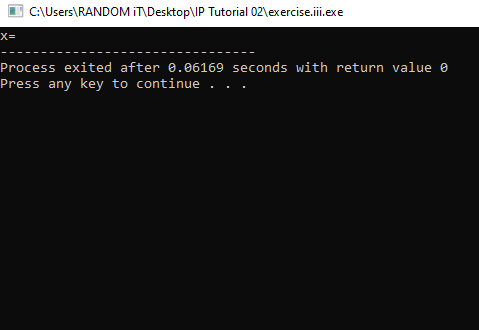 C:\Users\RANDOM iT\Desktop\IP Tutorial 02\exercise.iii.exe
x=
--------------------------------
Process exited after 0.06169 seconds with return value 0
Press any key to continue . . .